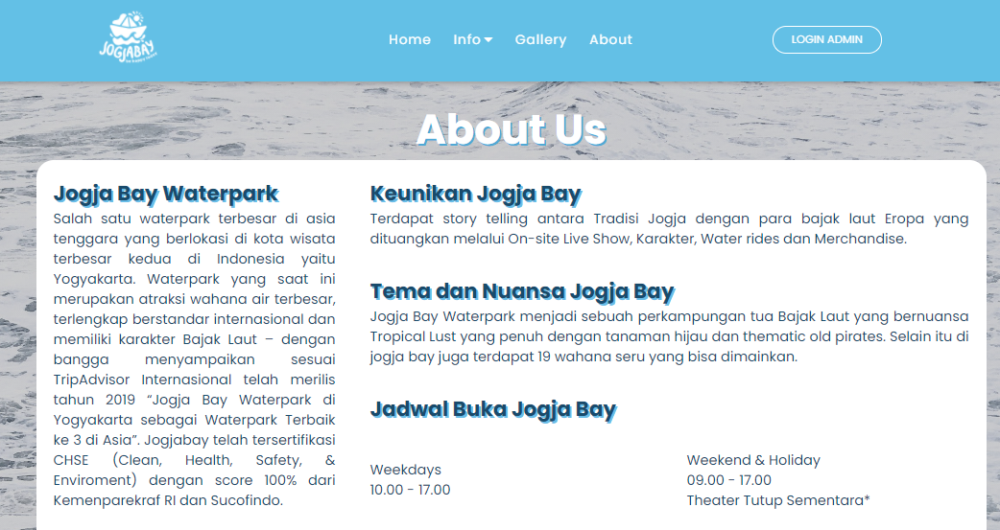 JOGJABAY
Home
Info
Gallery
About
LOGIN ADMIN
About Us
Jogja Bay Waterpark
Salah satu waterpark terbesar di asia
tenggara yang berlokasi di kota wisata
terbesar kedua di Indonesia yaitu
Yogyakarta. Waterpark yang saat ini
merupakan atraksi wahana air terbesar,
terlengkap berstandar internasional dan
memiliki karakter Bajak Laut – dengan
bangga menyampaikan sesuai
TripAdvisor Internasional telah merilis
tahun 2019 “Jogja Bay Waterpark di
Yogyakarta sebagai Waterpark Terbaik
ke 3 di Asia”. Jogjabay telah tersertifikasi
CHSE (Clean, Health, Safety, &
Enviroment) dengan score 100% dari
Kemenparekraf RI dan Sucofindo.
Keunikan Jogja Bay
Terdapat story telling antara Tradisi Jogja dengan para bajak laut Eropa yang
dituangkan melalui On-site Live Show, Karakter, Water rides dan Merchandise.
Tema dan Nuansa Jogja Bay
Jogja Bay Waterpark menjadi sebuah perkampungan tua Bajak Laut yang bernuansa
Tropical Lust yang penuh dengan tanaman hijau dan thematic old pirates. Selain itu di
jogja bay juga terdapat 19 wahana seru yang bisa dimainkan.
Jadwal Buka Jogja Bay
Weekdays
10.00 - 17.00
Weekend & Holiday
09.00 - 17.00
Theater Tutup Sementara*